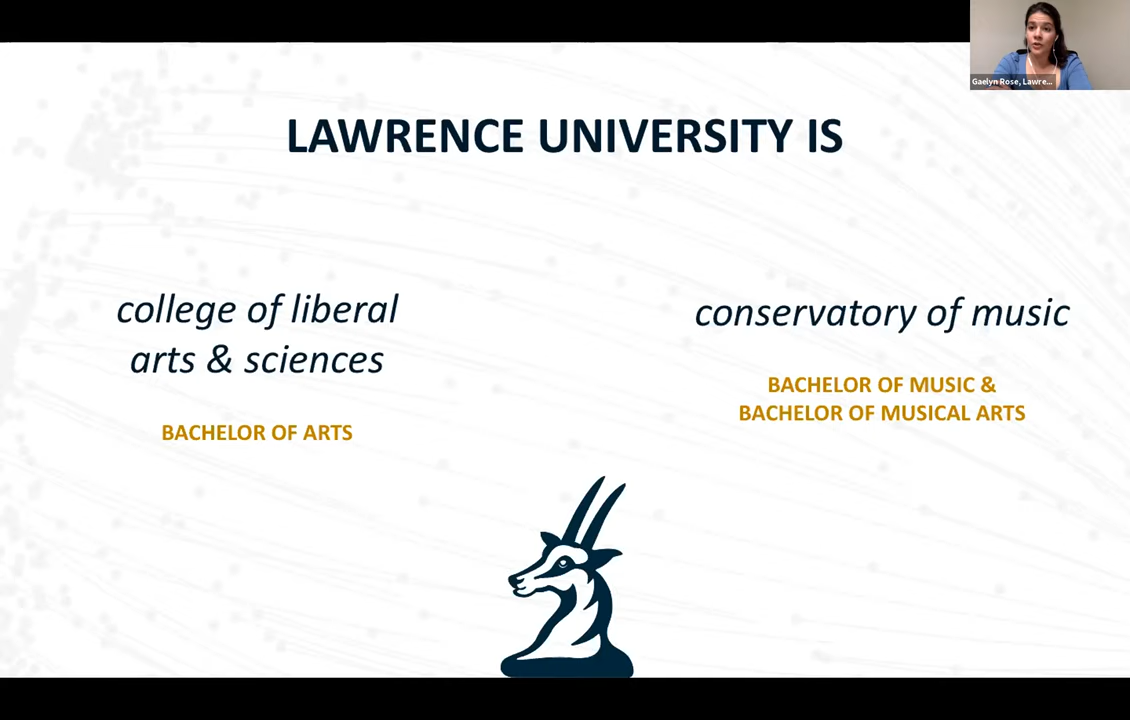 Gaelyn Rose, Lawre...
LAWRENCE UNIVERSITY IS
college of liberal
arts & sciences
BACHELOR OF ARTS
conservatory of music
BACHELOR OF MUSIC &
BACHELOR OF MUSICAL ARTS